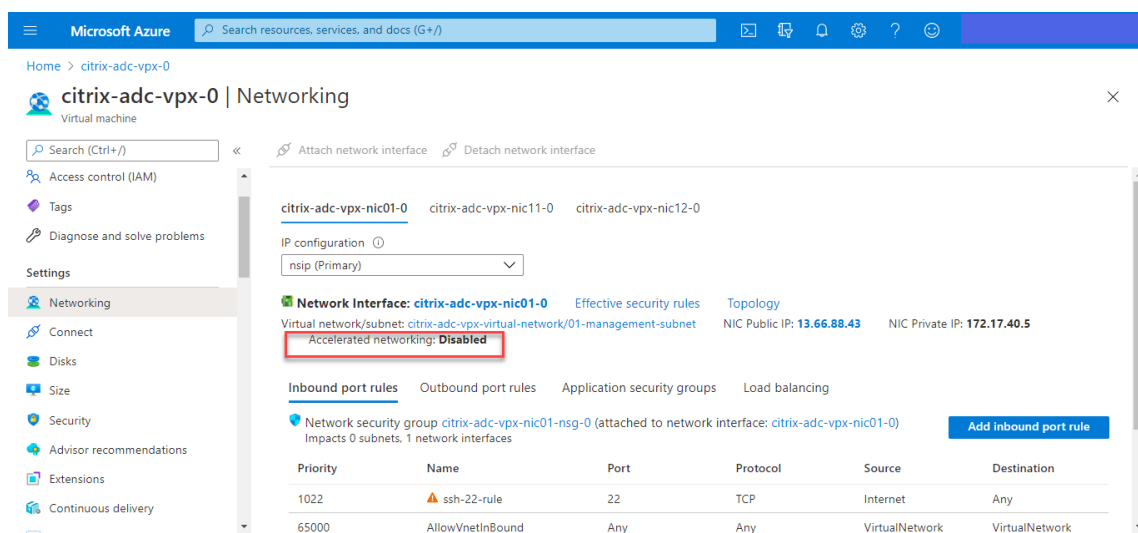 Microsoft Azure
Search resources, services, and docs (G+/)
Home > citrix-adc-vpx-0
citrix-adc-vpx-0 | Networking
Virtual machine
Search (Ctrl+/)
«
Attach network interface
Detach network interface
Access control (IAM)
Tags
Diagnose and solve problems
Settings
Networking
Connect
Disks
Size
Security
Advisor recommendations
Extensions
Continuous delivery
citrix-adc-vpx-nic01-0 citrix-adc-vpx-nic11-0 citrix-adc-vpx-nic12-0
IP configuration
nsip (Primary)
Network Interface: citrix-adc-vpx-nic01-0 Effective security rules Topology
Virtual network/subnet: citrix-adc-vpx-virtual-network/01-management-subnet NIC Public IP: 13.66.88.43 NIC Private IP: 172.17.40.5
Accelerated networking: Disabled
Inbound port rules Outbound port rules Application security groups Load balancing
Network security group citrix-adc-vpx-nic01-nsg-0 (attached to network interface: citrix-adc-vpx-nic01-0)
Impacts 0 subnets, 1 network interfaces
Add inbound port rule
Priority Name Port Protocol Source Destination
1022 ssh-22-rule 22 TCP Internet Any
65000 AllowVnetInBound Any Any VirtualNetwork VirtualNetwork